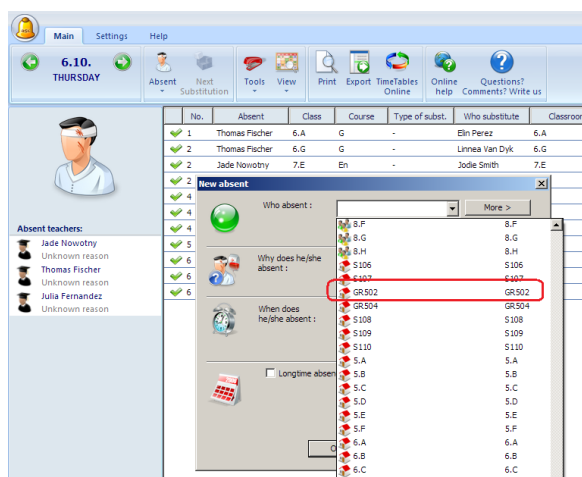 Main Settings Help
6.10.
THURSDAY
Absent
Next
Substitution
Tools
View
Print
Export
TimeTables
Online
Online
help
Questions?
Comments? Write us
No. Absent Class Course Type of subst. Who substitute Classroom
1 Thomas Fischer 6.A G - Elin Perez 6.A
2 Thomas Fischer 6.G G - Linnea Van Dyk 6.G
2 Jade Nowotny 7.E En - Jodie Smith 7.E
2
4
4
4
5
6
6
6
Absent teachers:
Jade Nowotny
Unknown reason
Thomas Fischer
Unknown reason
Julia Fernandez
Unknown reason
New absent
Who absent :
More >
Why does he/she
absent :
When does
he/she absent :
Longtime absen
O
8.F 8.F
8.G 8.G
8.H 8.H
S106 S106
S107 S107
GR502 GR502
GR504 GR504
S108 S108
S109 S109
S110 S110
5.A 5.A
5.B 5.B
5.C 5.C
5.D 5.D
5.E 5.E
5.F 5.F
6.A 6.A
6.B 6.B
6.C 6.C